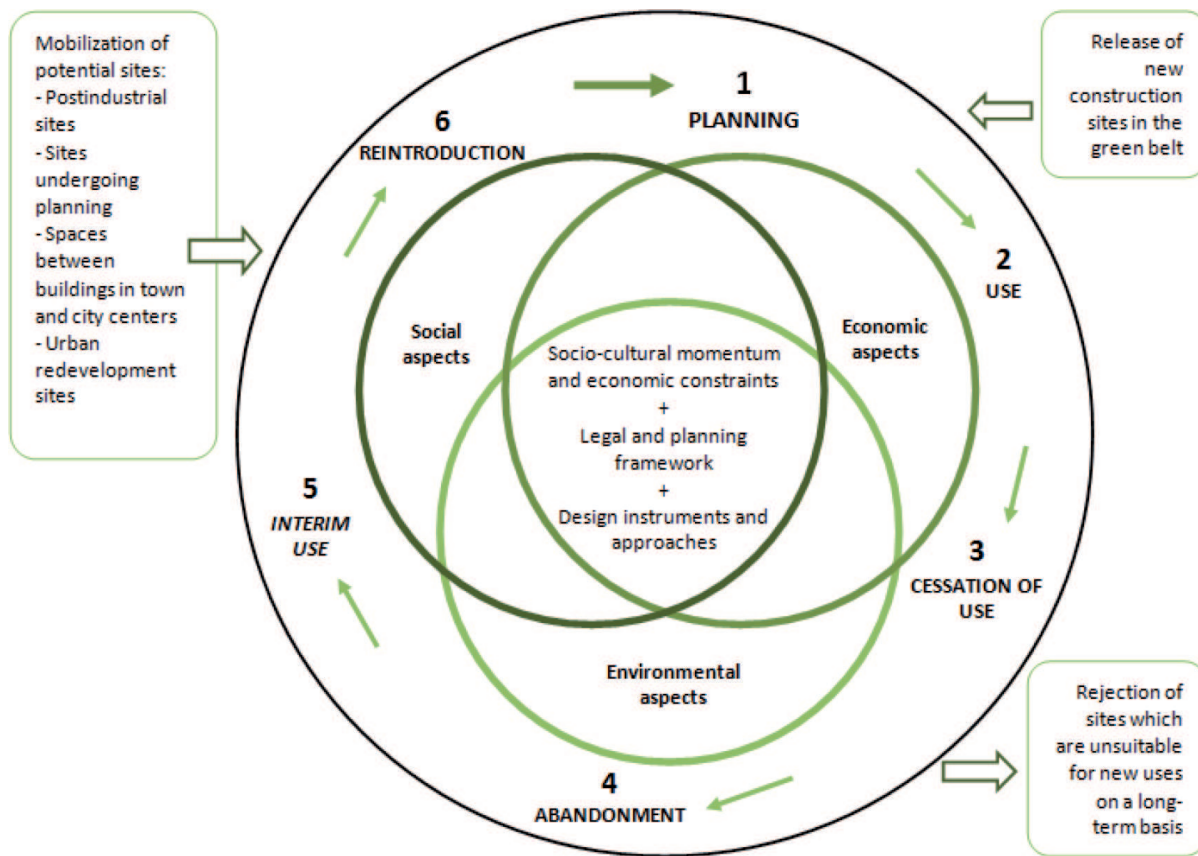 Mobilization of
potential sites:
- Postindustrial
sites
- Sites
undergoing
planning
- Spaces
between
buildings in town
and city centers
- Urban
redevelopment
sites
Release of
new
construction
sites in the
green belt
1
PLANNING
2
USE
3
CESSATION OF
USE
4
ABANDONMENT
5
INTERIM
USE
6
REINTRODUCTION
Social
aspects
Economic
aspects
Socio-cultural momentum
and economic constraints
+
Legal and planning
framework
+
Design instruments and
approaches
Environmental
aspects
Rejection of
sites which
are unsuitable
for new uses
on a long-
term basis